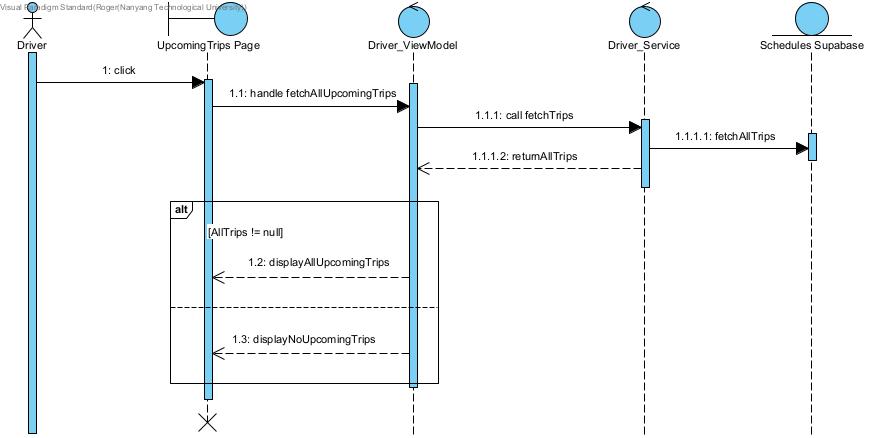 Visual Paradigm Standard(Roger(Nanyang Technological University))
Driver
UpcomingTrips Page
Driver_ViewModel
Driver_Service
Schedules Supabase
1: click
1.1: handle fetchAllUpcomingTrips
1.1.1: call fetchTrips
1.1.1.1: fetchAllTrips
1.1.1.2: returnAllTrips
alt
[AllTrips != null]
1.2: displayAllUpcomingTrips
1.3: displayNoUpcomingTrips